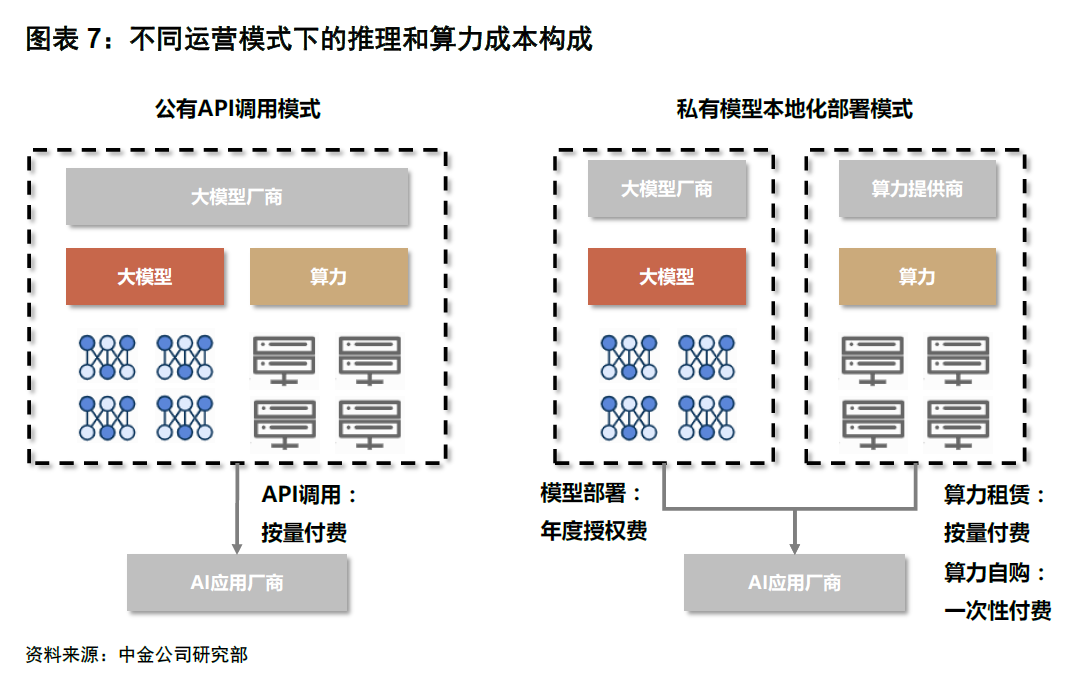 图表 7：不同运营模式下的推理和算力成本构成
公有API调用模式
大模型厂商
大模型
算力
API调用：
按量付费
AI应用厂商
私有模型本地化部署模式
大模型厂商
算力提供商
大模型
算力
模型部署：
年度授权费
算力租赁：
按量付费
算力自购：
一次性付费
AI应用厂商
资料来源：中金公司研究部